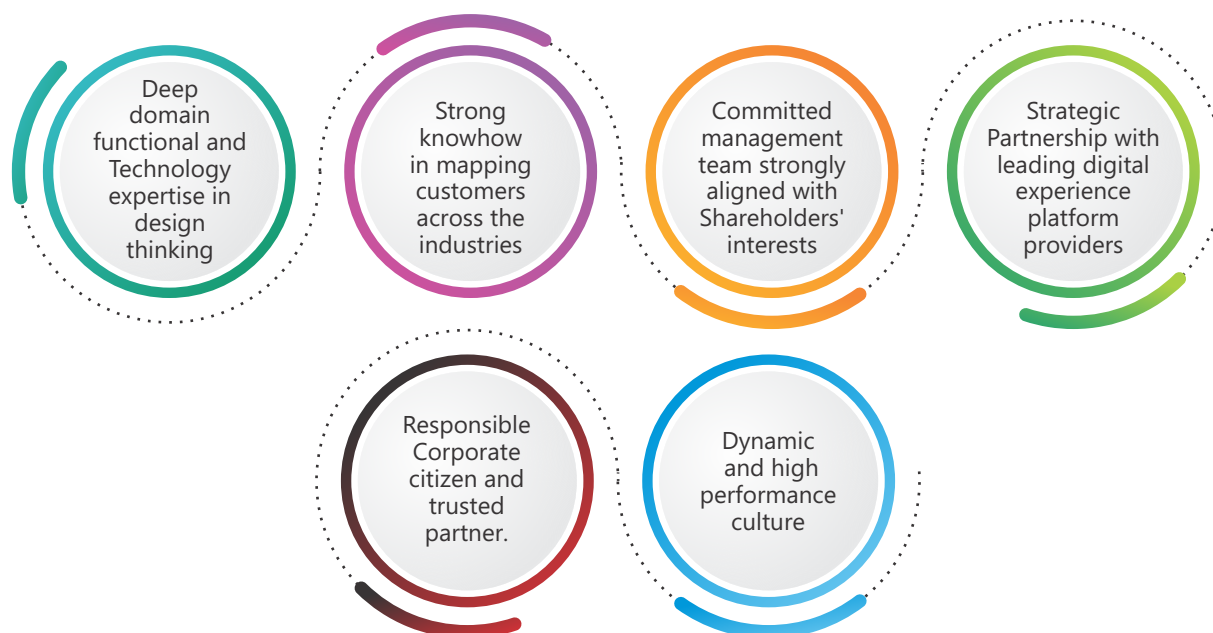 Deep
domain
functional and
Technology
expertise in
design
thinking
Strong
knowhow
in mapping
customers
across the
industries
Committed
management
team strongly
aligned with
Shareholders'
interests
Strategic
Partnership with
leading digital
experience
platform
providers
Responsible
Corporate
citizen and
trusted
partner.
Dynamic
and high
performance
culture